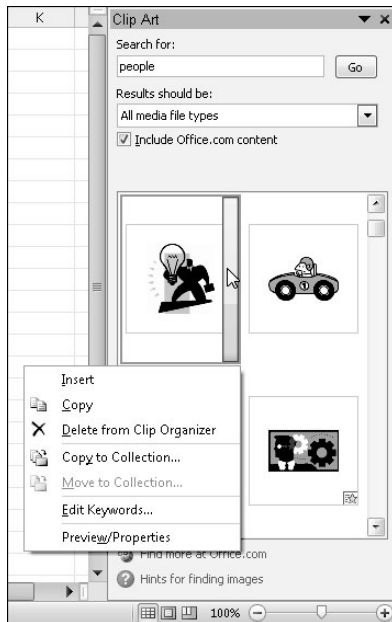 K
Clip Art
Search for:
people
Go
Results should be:
All media file types
Include Office.com content
1
Insert
Copy
Delete from Clip Organizer
Copy to Collection...
Move to Collection...
Edit Keywords...
Preview/Properties
Find more at Office.com
Hints for finding images
100%